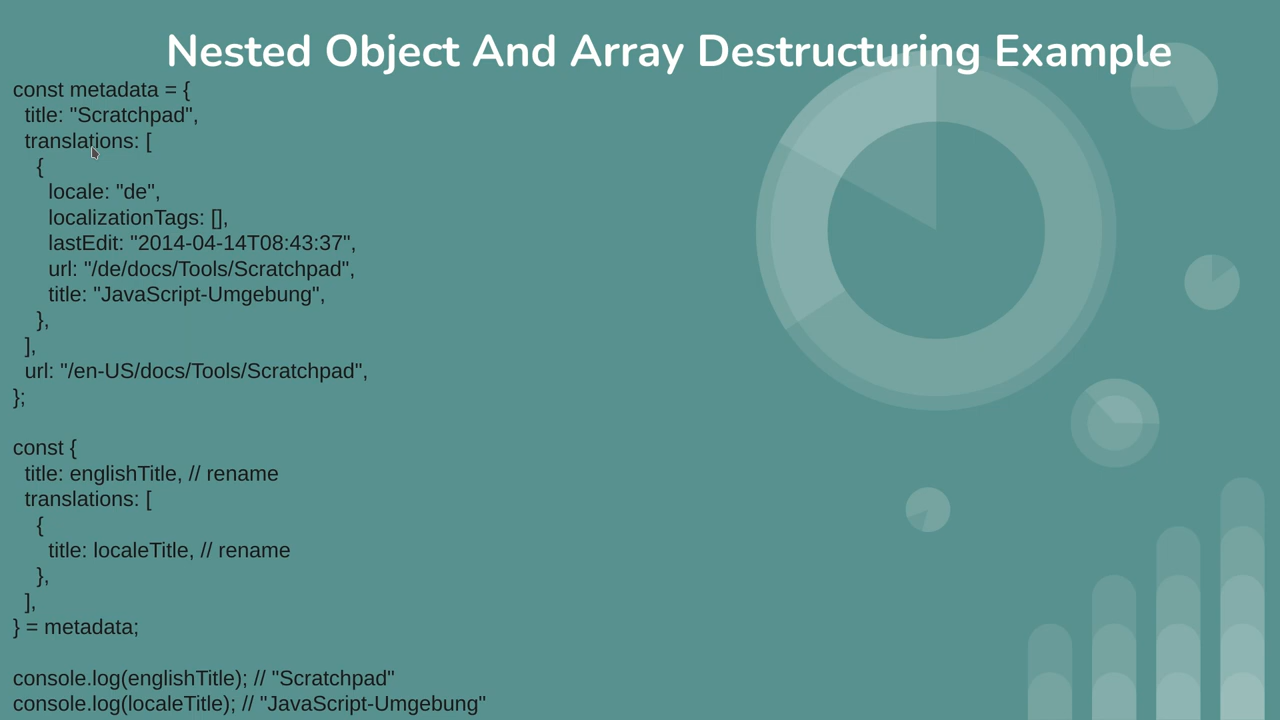 Nested Object And Array Destructuring Example
const metadata = {
  title: "Scratchpad",
  translations: [
    {
      locale: "de",
      localizationTags: [],
      lastEdit: "2014-04-14T08:43:37",
      url: "/de/docs/Tools/Scratchpad",
      title: "JavaScript-Umgebung",
    },
  ],
  url: "/en-US/docs/Tools/Scratchpad",
};

const {
  title: englishTitle, // rename
  translations: [
    {
      title: localeTitle, // rename
    },
  ],
} = metadata;

console.log(englishTitle); // "Scratchpad"
console.log(localeTitle); // "JavaScript-Umgebung"